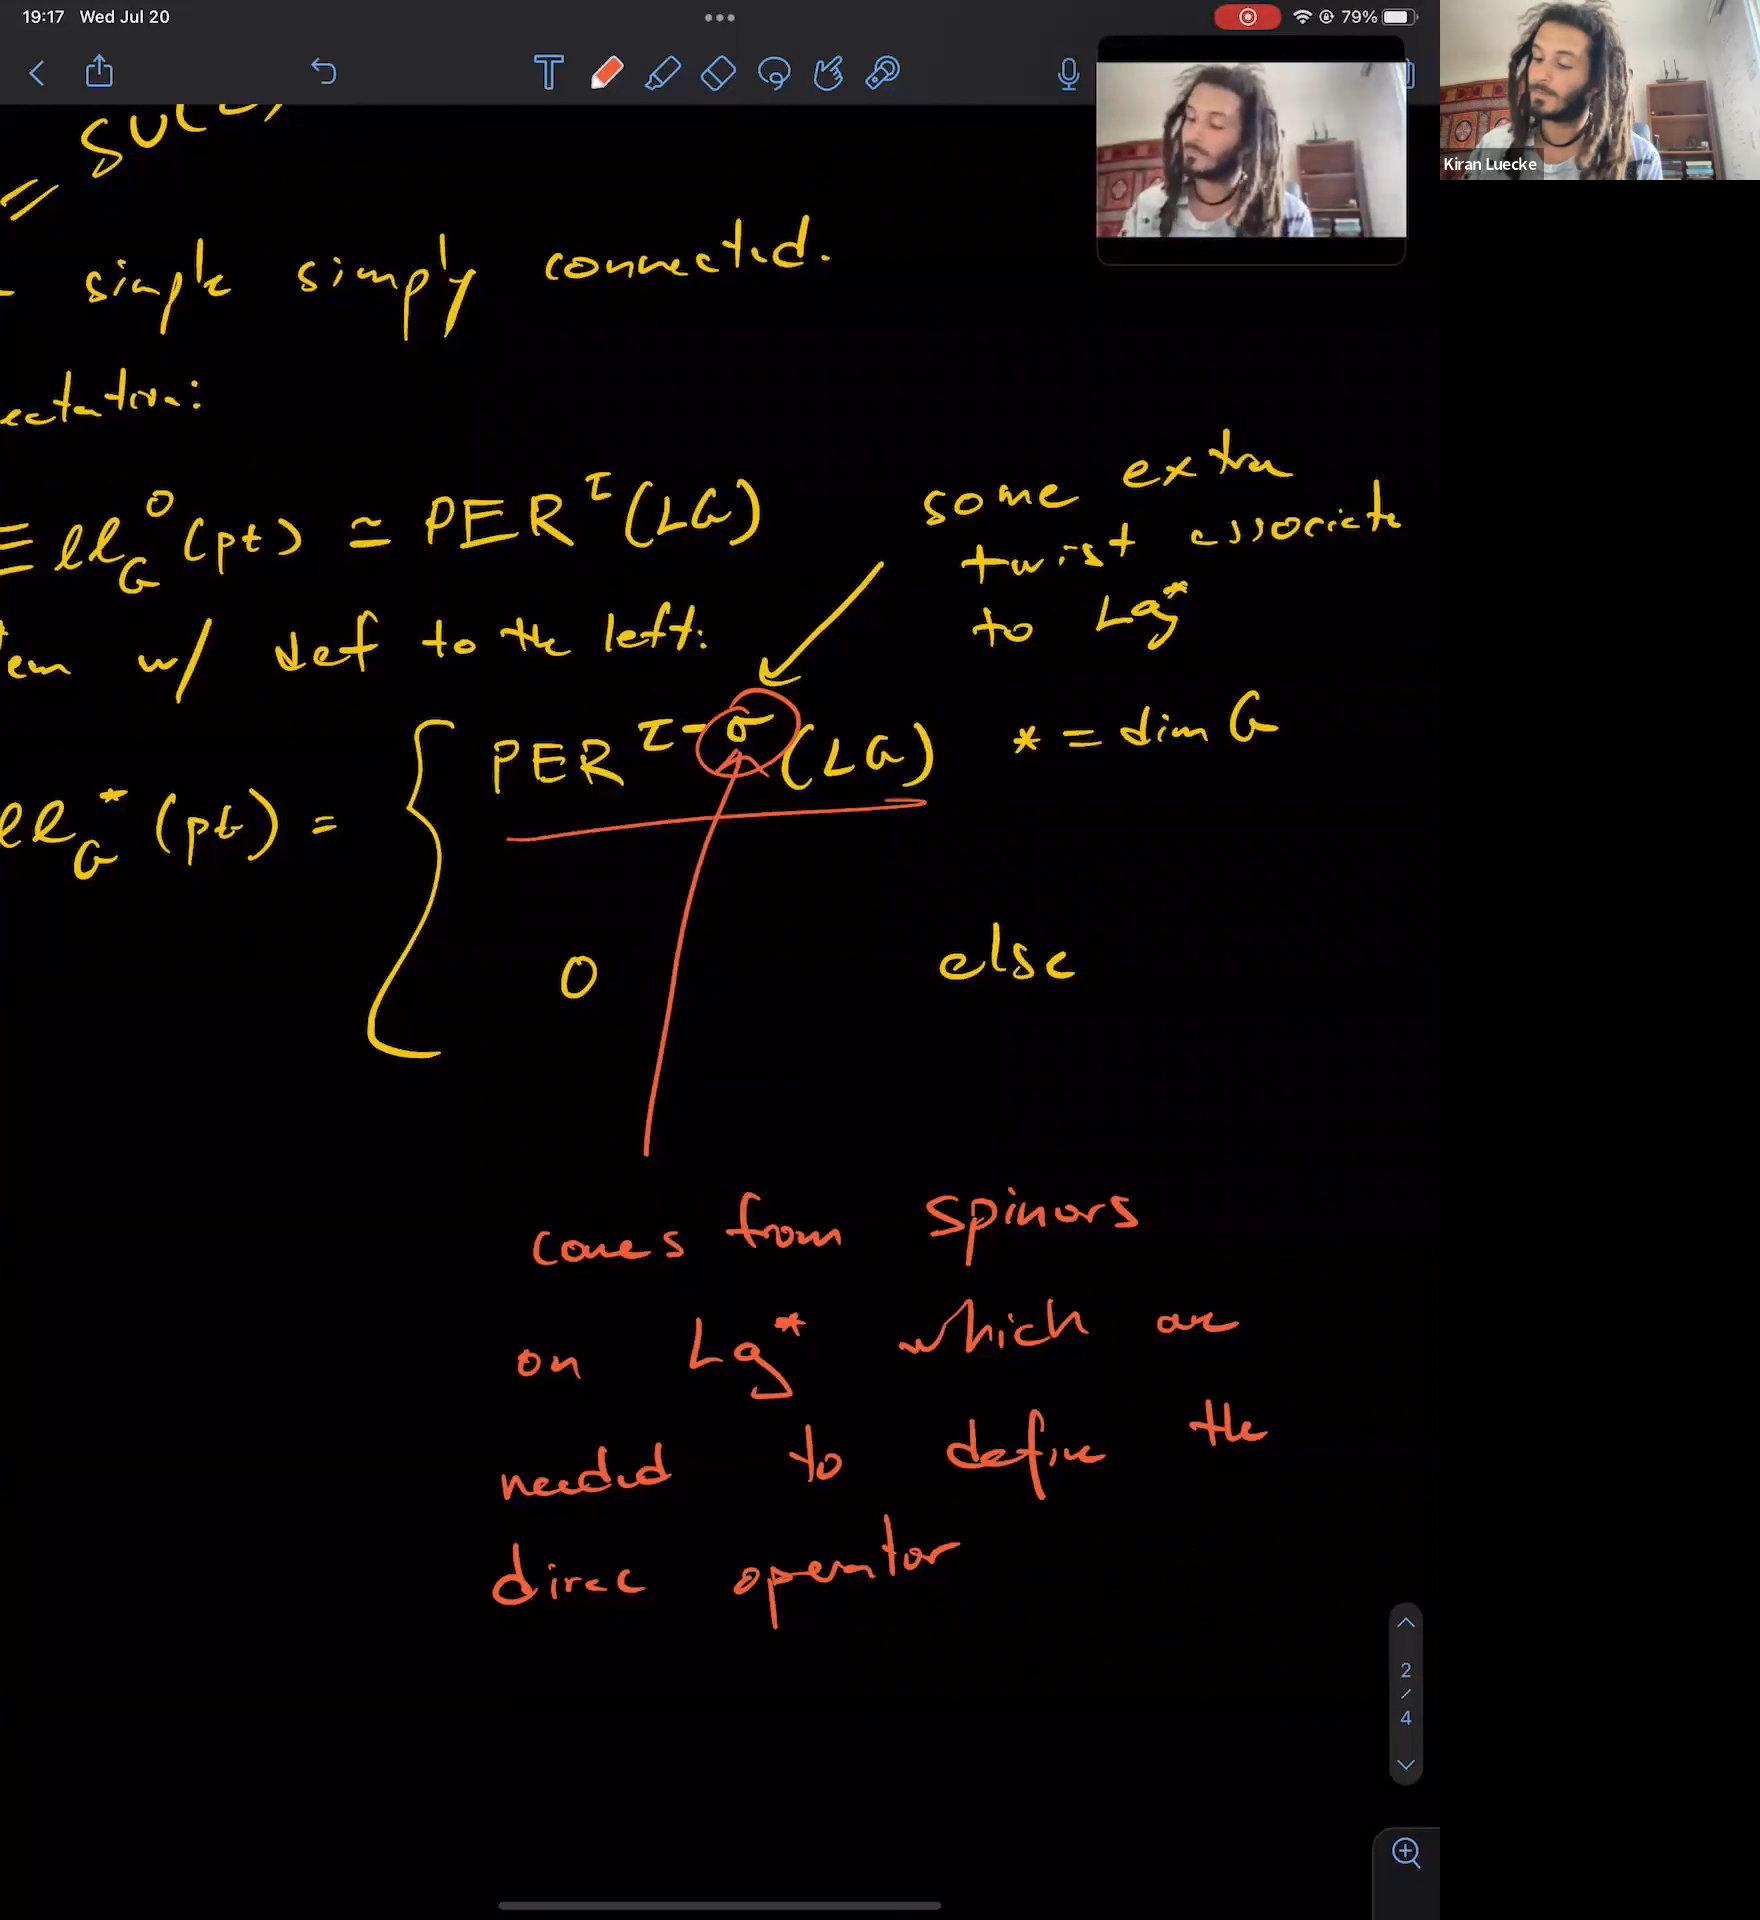 19:17 Wed Jul 20
79%
Kiran Luecke
= SU(2)
simple simply connected.
ectation:
≡ ell_G^0 (pt) ≃ PER^τ (LG)
some extra
twist associate
to Lg*
em w/ def to the left:
ell_G^* (pt) = { PER^{τ-σ} (LG) * = dim G
0 else
comes from spinors
on Lg* which are
needed to define the
dirac operator
2
/
4